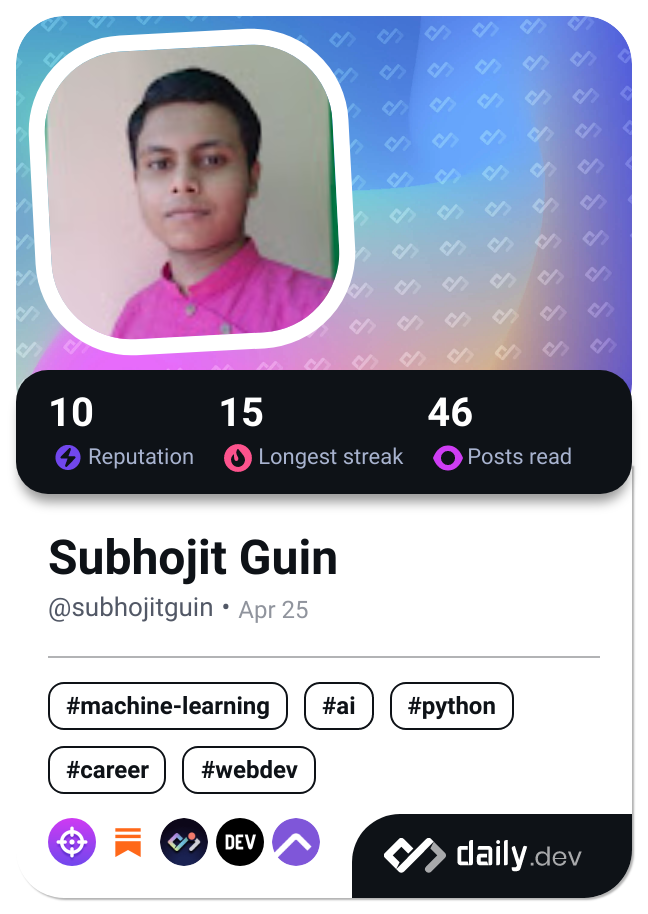 10 15 46
Reputation Longest streak Posts read
Subhojit Guin
@subhojitguin • Apr 25
#machine-learning #ai #python
#career #webdev
DEV
daily.dev